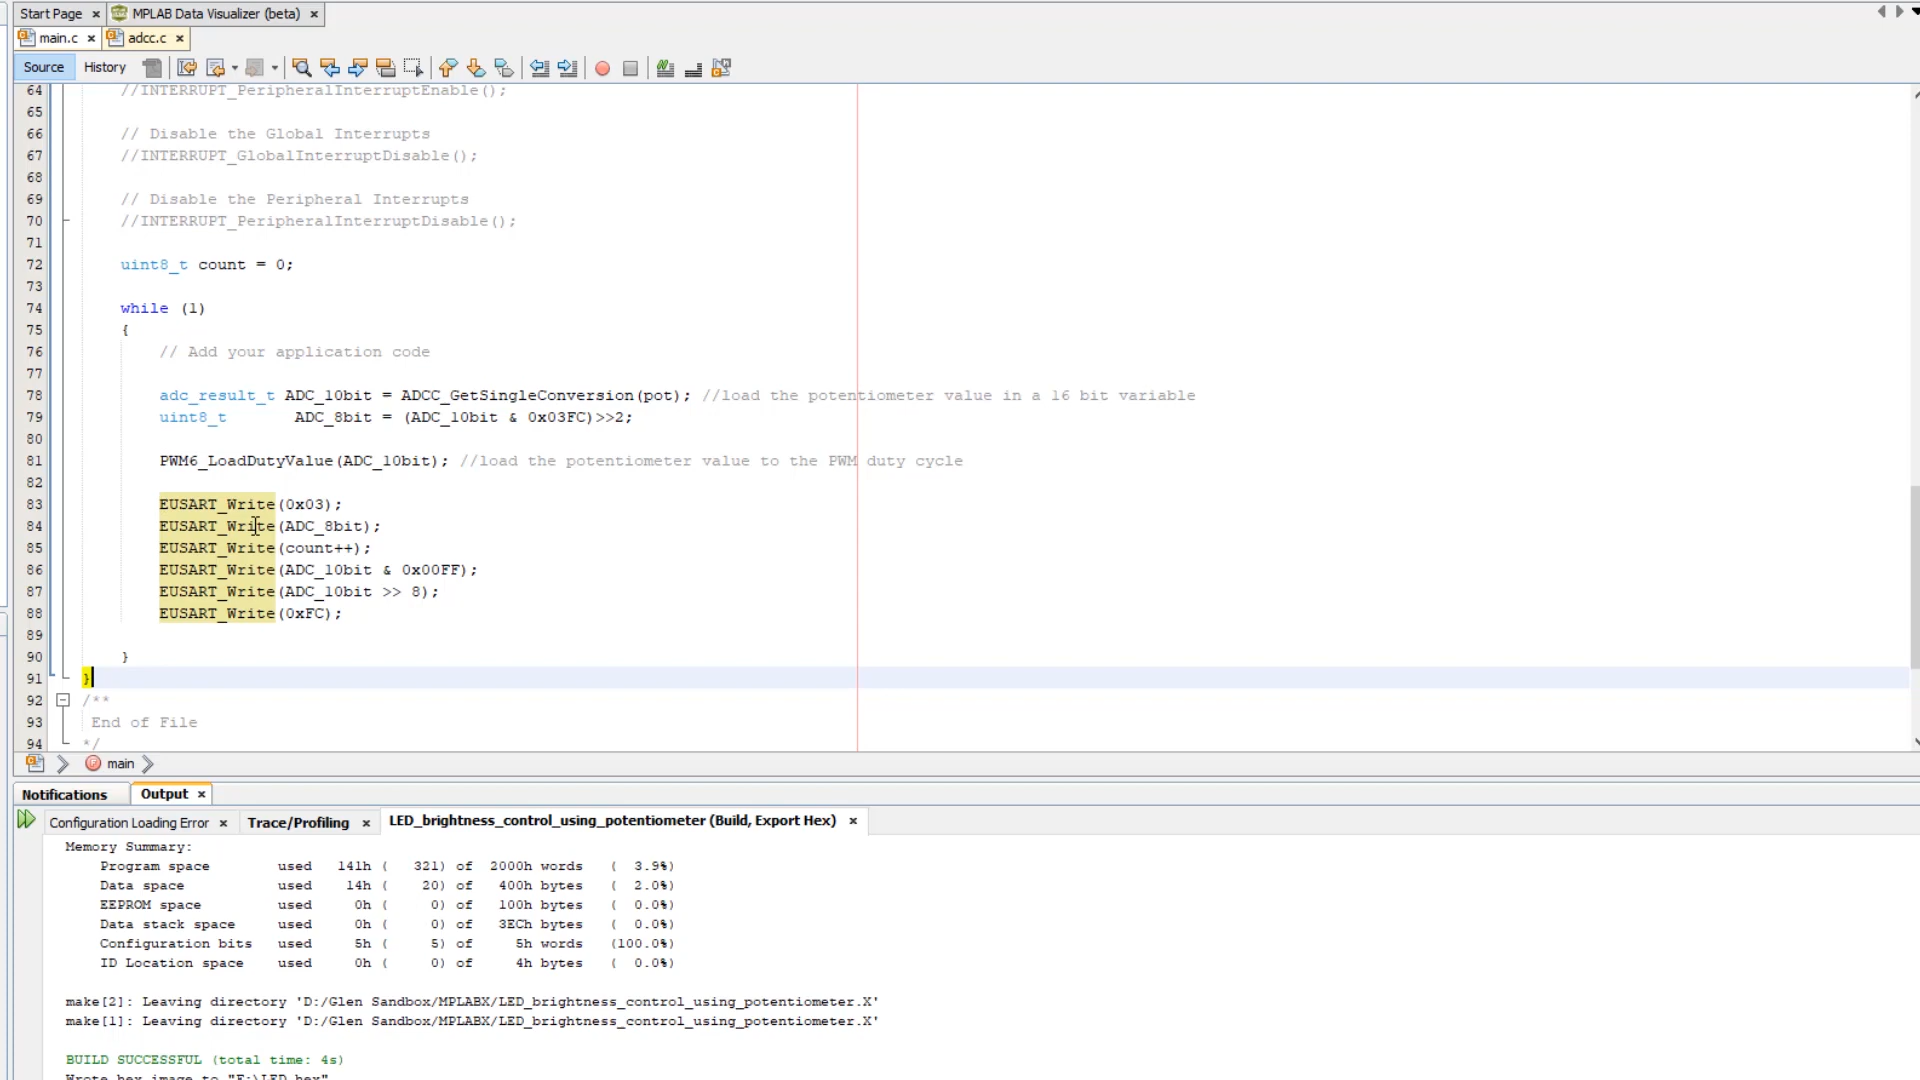 Start Page × MPLAB Data Visualizer (beta) ×
main.c × adcc.c ×
Source History
64 //INTERRUPT_PeripheralInterruptEnable();
65
66 // Disable the Global Interrupts
67 //INTERRUPT_GlobalInterruptDisable();
68
69 // Disable the Peripheral Interrupts
70 //INTERRUPT_PeripheralInterruptDisable();
71
72 uint8_t count = 0;
73
74 while (1)
75 {
76 // Add your application code
77
78 adc_result_t ADC_10bit = ADCC_GetSingleConversion(pot); //load the potentiometer value in a 16 bit variable
79 uint8_t ADC_8bit = (ADC_10bit & 0x03FC)>>2;
80
81 PWM6_LoadDutyValue(ADC_10bit); //load the potentiometer value to the PWM duty cycle
82
83 EUSART_Write(0x03);
84 EUSART_Write(ADC_8bit);
85 EUSART_Write(count++);
86 EUSART_Write(ADC_10bit & 0x00FF);
87 EUSART_Write(ADC_10bit >> 8);
88 EUSART_Write(0xFC);
89
90 }
91 }
92 /**
93 End of File
94 */
main
Notifications Output ×
Configuration Loading Error × Trace/Profiling × LED_brightness_control_using_potentiometer (Build, Export Hex) ×
Memory Summary:
Program space used 141h ( 321) of 2000h words ( 3.9%)
Data space used 14h ( 20) of 400h bytes ( 2.0%)
EEPROM space used 0h ( 0) of 100h bytes ( 0.0%)
Data stack space used 0h ( 0) of 3ECh bytes ( 0.0%)
Configuration bits used 5h ( 5) of 5h words (100.0%)
ID Location space used 0h ( 0) of 4h bytes ( 0.0%)
make[2]: Leaving directory 'D:/Glen Sandbox/MPLABX/LED_brightness_control_using_potentiometer.X'
make[1]: Leaving directory 'D:/Glen Sandbox/MPLABX/LED_brightness_control_using_potentiometer.X'
BUILD SUCCESSFUL (total time: 4s)
Wrote hex image to "E:\LED.hex"